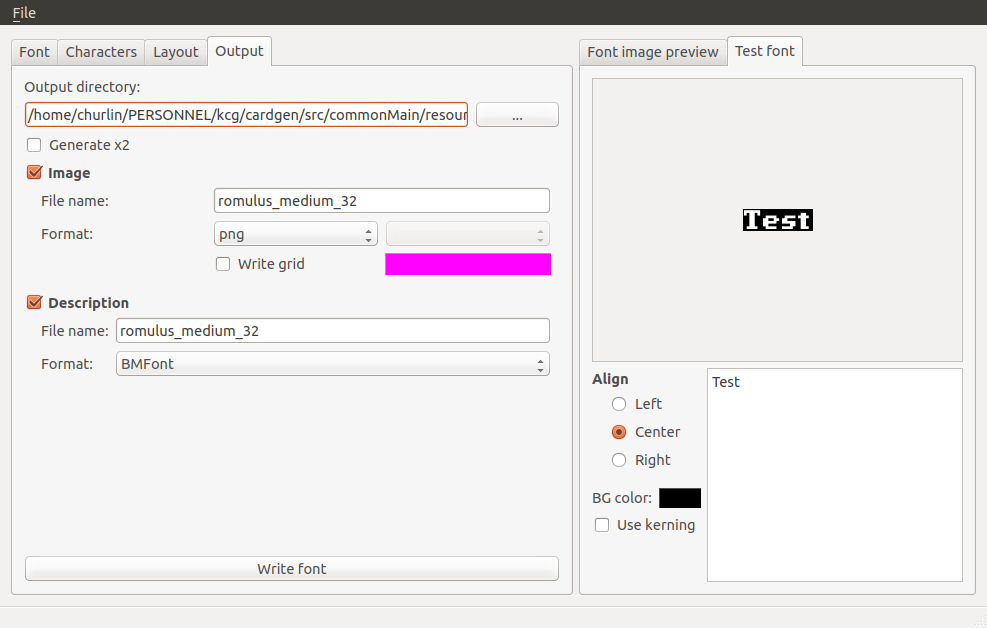 File
Font Characters Layout Output
Output directory:
/home/churlin/PERSONNEL/kcg/cardgen/src/commonMain/resour
...
Generate x2
Image
File name: romulus_medium_32
Format: png
Write grid
Description
File name: romulus_medium_32
Format: BMFont
Write font
Font image preview Test font
Test
Align
Left
Center
Right
BG color:
Use kerning
Test